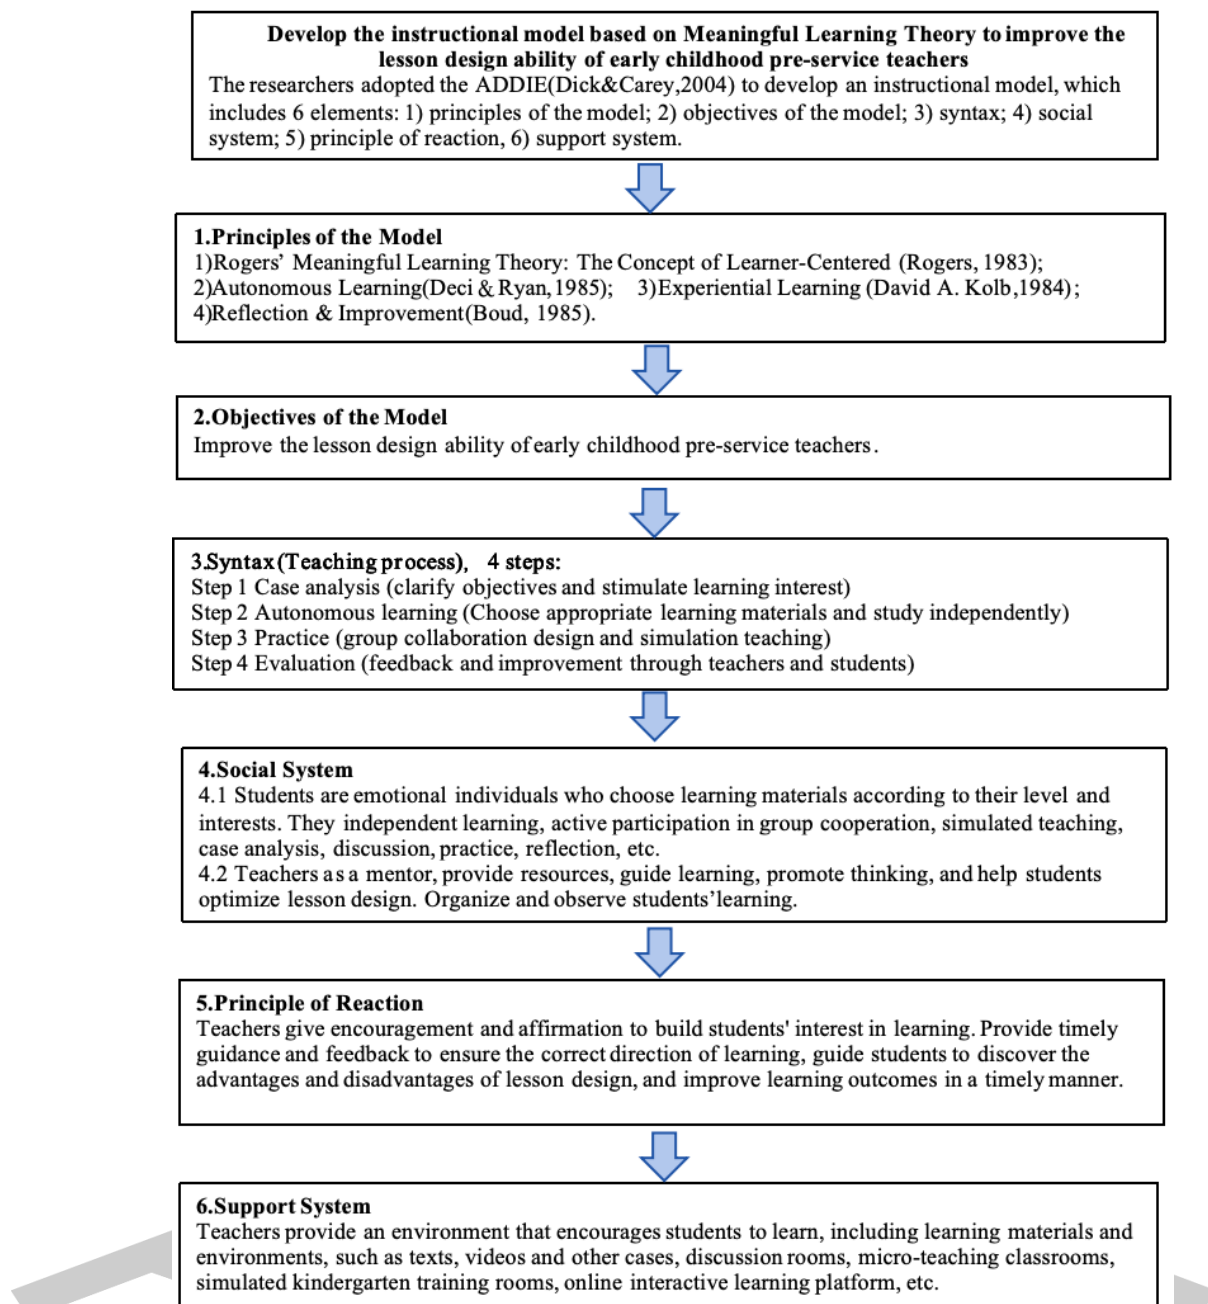 Develop the instructional model based on Meaningful Learning Theory to improve the
lesson design ability of early childhood pre-service teachers
The researchers adopted the ADDIE(Dick&Carey,2004) to develop an instructional model, which
includes 6 elements: 1) principles of the model; 2) objectives of the model; 3) syntax; 4) social
system; 5) principle of reaction, 6) support system.
1.Principles of the Model
1)Rogers’ Meaningful Learning Theory: The Concept of Learner-Centered (Rogers, 1983);
2)Autonomous Learning(Deci & Ryan, 1985); 3)Experiential Learning (David A. Kolb,1984);
4)Reflection & Improvement(Boud, 1985).
2.Objectives of the Model
Improve the lesson design ability of early childhood pre-service teachers.
3.Syntax(Teaching process), 4 steps:
Step 1 Case analysis (clarify objectives and stimulate learning interest)
Step 2 Autonomous learning (Choose appropriate learning materials and study independently)
Step 3 Practice (group collaboration design and simulation teaching)
Step 4 Evaluation (feedback and improvement through teachers and students)
4.Social System
4.1 Students are emotional individuals who choose learning materials according to their level and
interests. They independent learning, active participation in group cooperation, simulated teaching,
case analysis, discussion, practice, reflection, etc.
4.2 Teachers as a mentor, provide resources, guide learning, promote thinking, and help students
optimize lesson design. Organize and observe students’learning.
5.Principle of Reaction
Teachers give encouragement and affirmation to build students' interest in learning. Provide timely
guidance and feedback to ensure the correct direction of learning, guide students to discover the
advantages and disadvantages of lesson design, and improve learning outcomes in a timely manner.
6.Support System
Teachers provide an environment that encourages students to learn, including learning materials and
environments, such as texts, videos and other cases, discussion rooms, micro-teaching classrooms,
simulated kindergarten training rooms, online interactive learning platform, etc.